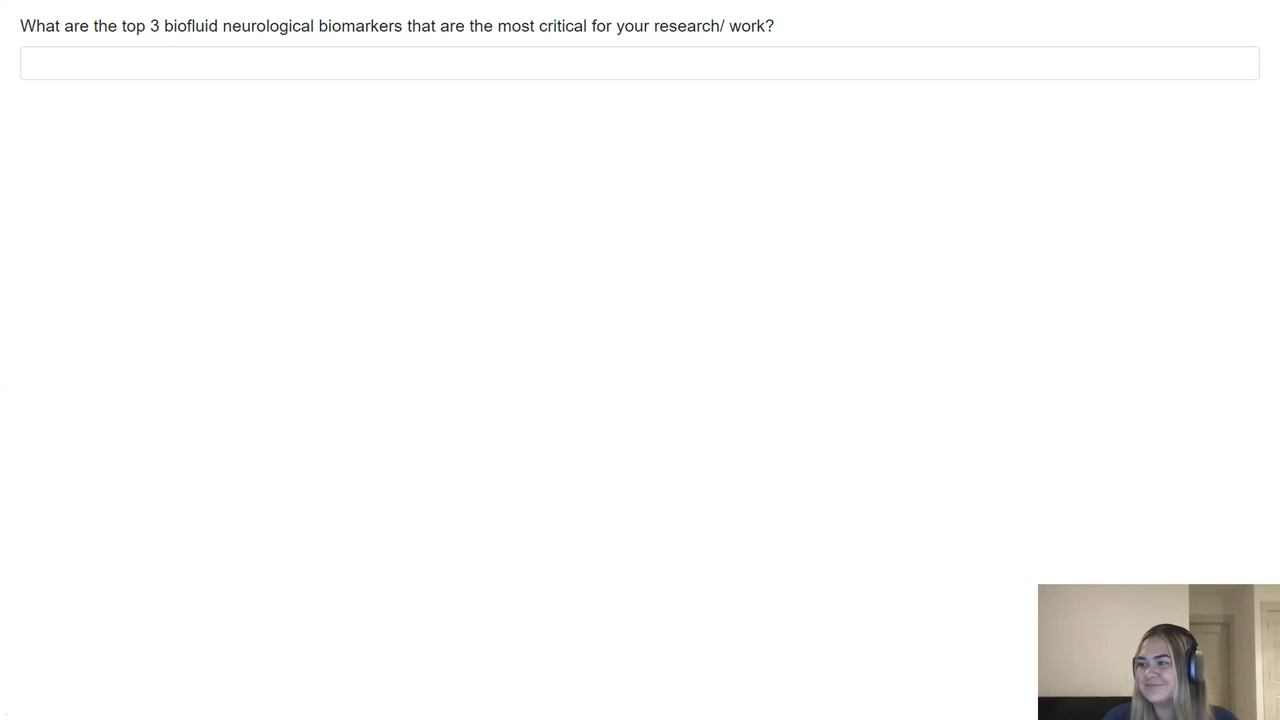 What are the top 3 biofluid neurological biomarkers that are the most critical for your research/ work?